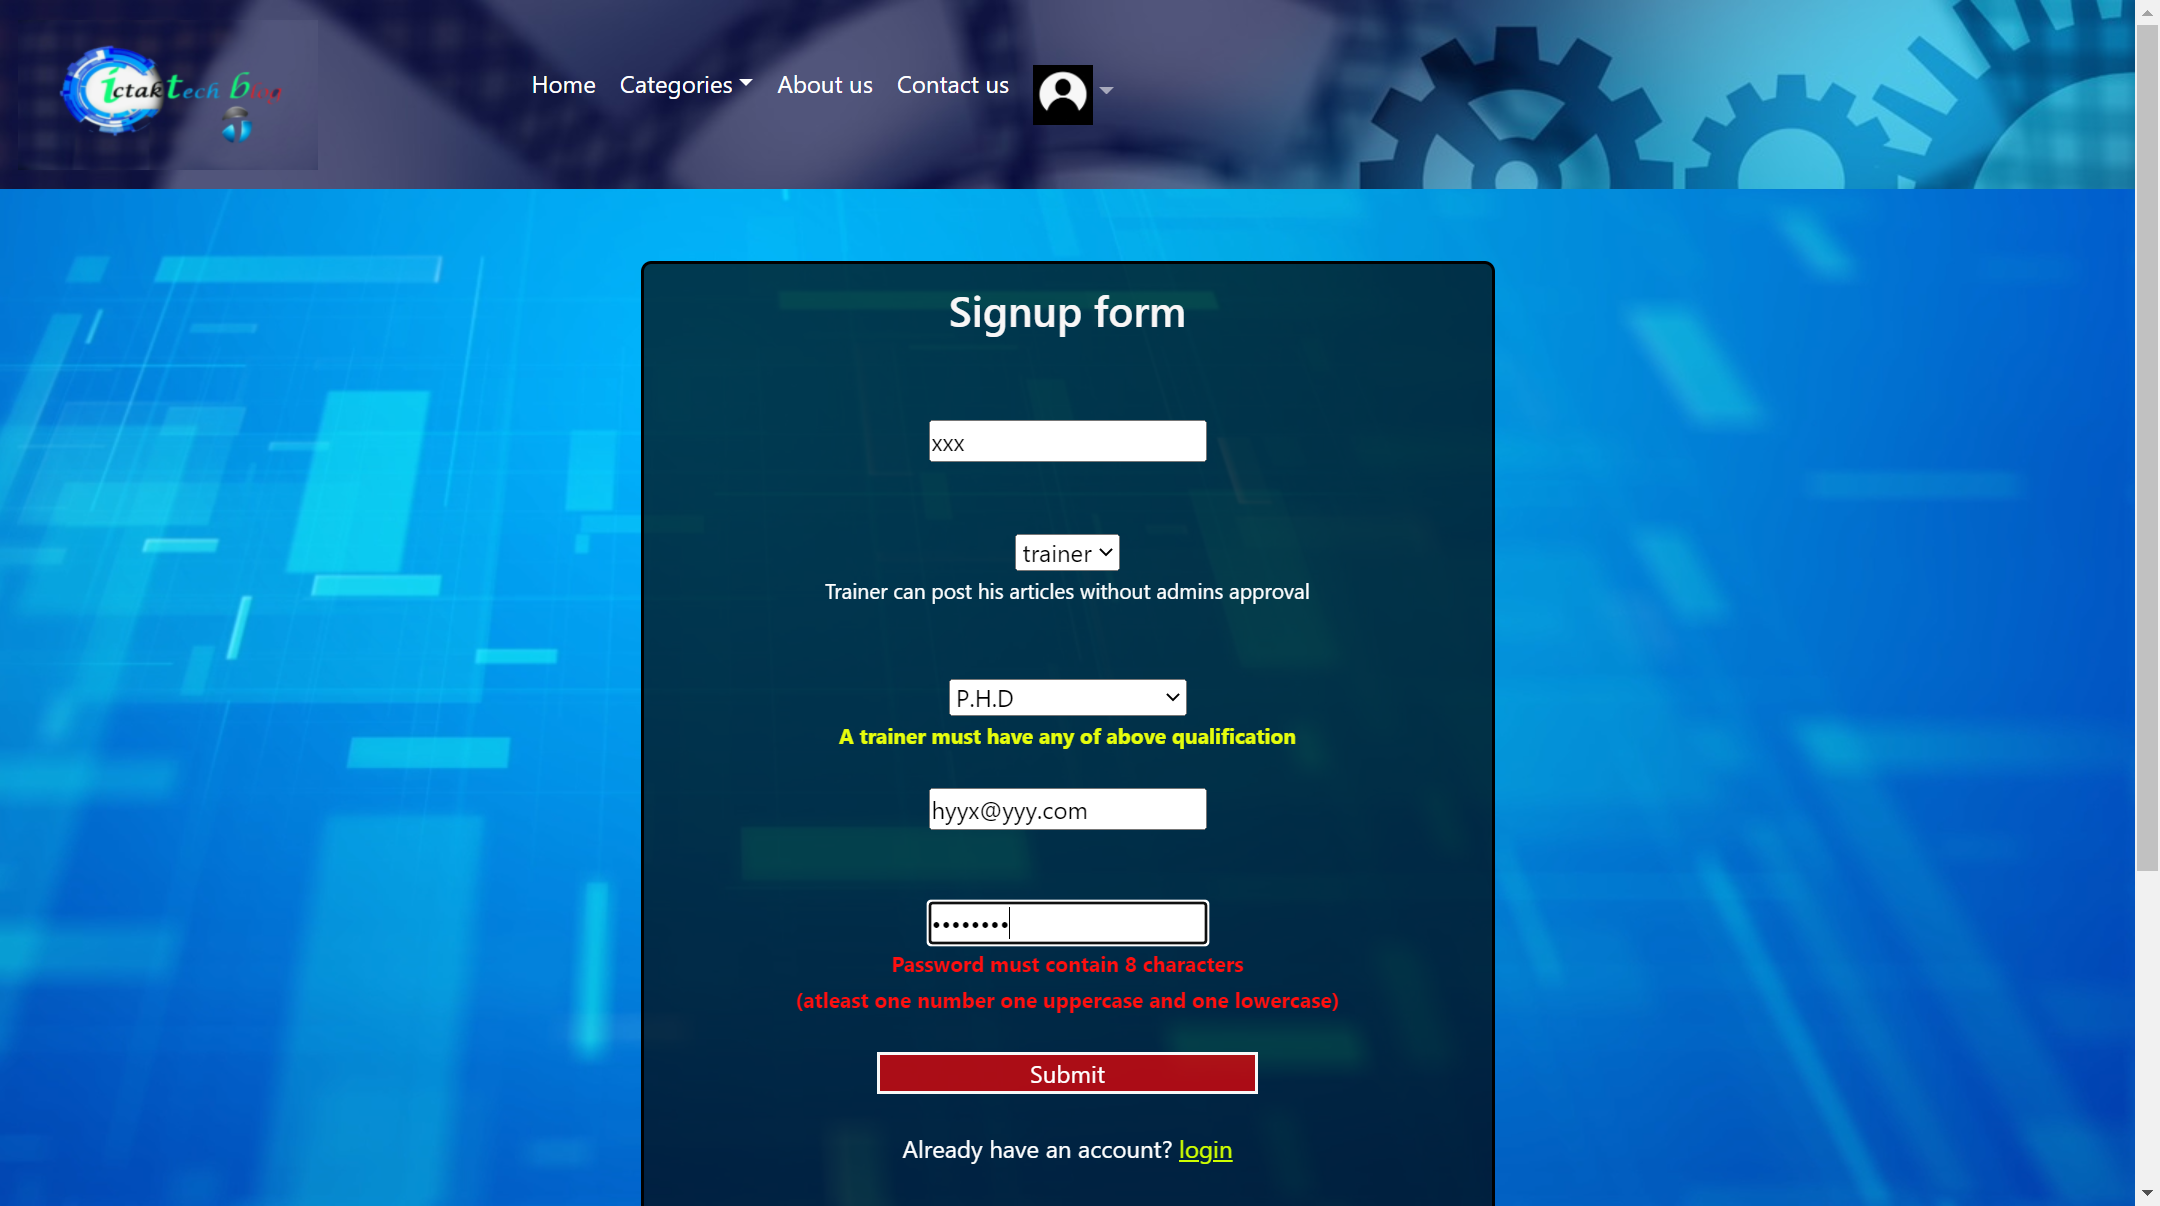 ictak tech blog
Home Categories About us Contact us
Signup form
xxx
trainer
Trainer can post his articles without admins approval
P.H.D
A trainer must have any of above qualification
hyyx@yyy.com
••••••••
Password must contain 8 characters
(atleast one number one uppercase and one lowercase)
Submit
Already have an account? login